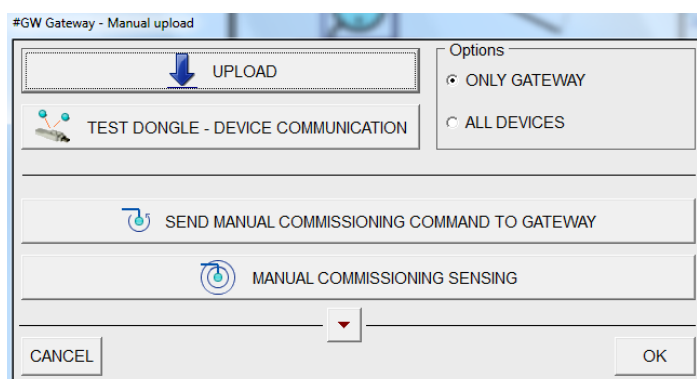 #GW Gateway - Manual upload
UPLOAD
TEST DONGLE - DEVICE COMMUNICATION
Options
ONLY GATEWAY
ALL DEVICES
SEND MANUAL COMMISSIONING COMMAND TO GATEWAY
MANUAL COMMISSIONING SENSING
CANCEL
OK